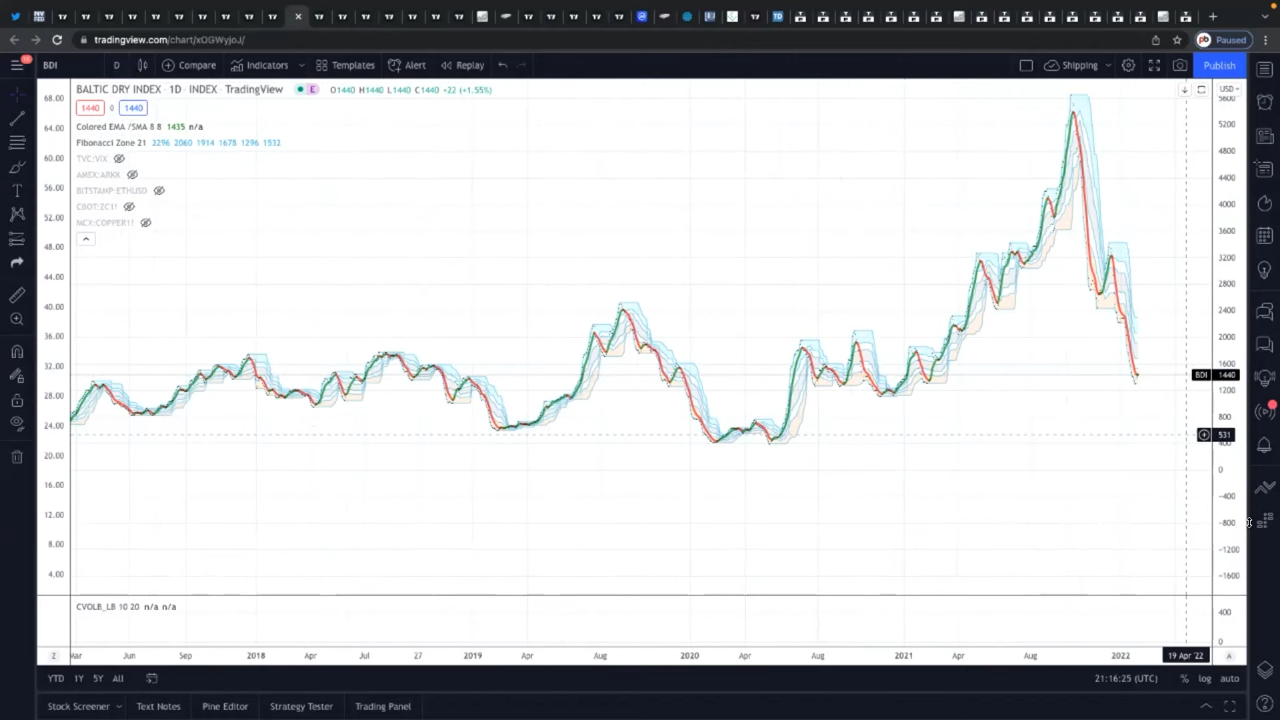 tradingview.com/chart/xOGWyjoJ/
Paused
BDI D Compare Indicators Templates Alert Replay Shipping Publish
BALTIC DRY INDEX · 1D · INDEX · TradingView E O1440 H1440 L1440 C1440 +22 (+1.55%)
USD
1440 0 1440
Colored EMA /SMA 8 8 1435 n/a
Fibonacci Zone 21 2296 2060 1914 1678 1296 1532
TVC:VIX
AMEX:ARKK
BITSTAMP:ETHUSD
CBOT:ZC1!
MCX:COPPER1!
68.00
64.00
60.00
56.00
52.00
48.00
44.00
40.00
36.00
32.00
28.00
24.00
20.00
16.00
12.00
8.00
4.00
5600
5200
4800
4400
4000
3600
3200
2800
2400
2000
1600
BDI 1440
1200
800
531
400
0
-400
-800
-1200
-1600
CVOLB_LB 10 20 n/a n/a
400
0
Z Mar Jun Sep 2018 Apr Jul 27 2019 Apr Aug 2020 Apr Aug 2021 Apr Aug 2022 19 Apr '22 A
YTD 1Y 5Y All 21:16:25 (UTC) % log auto
Stock Screener Text Notes Pine Editor Strategy Tester Trading Panel